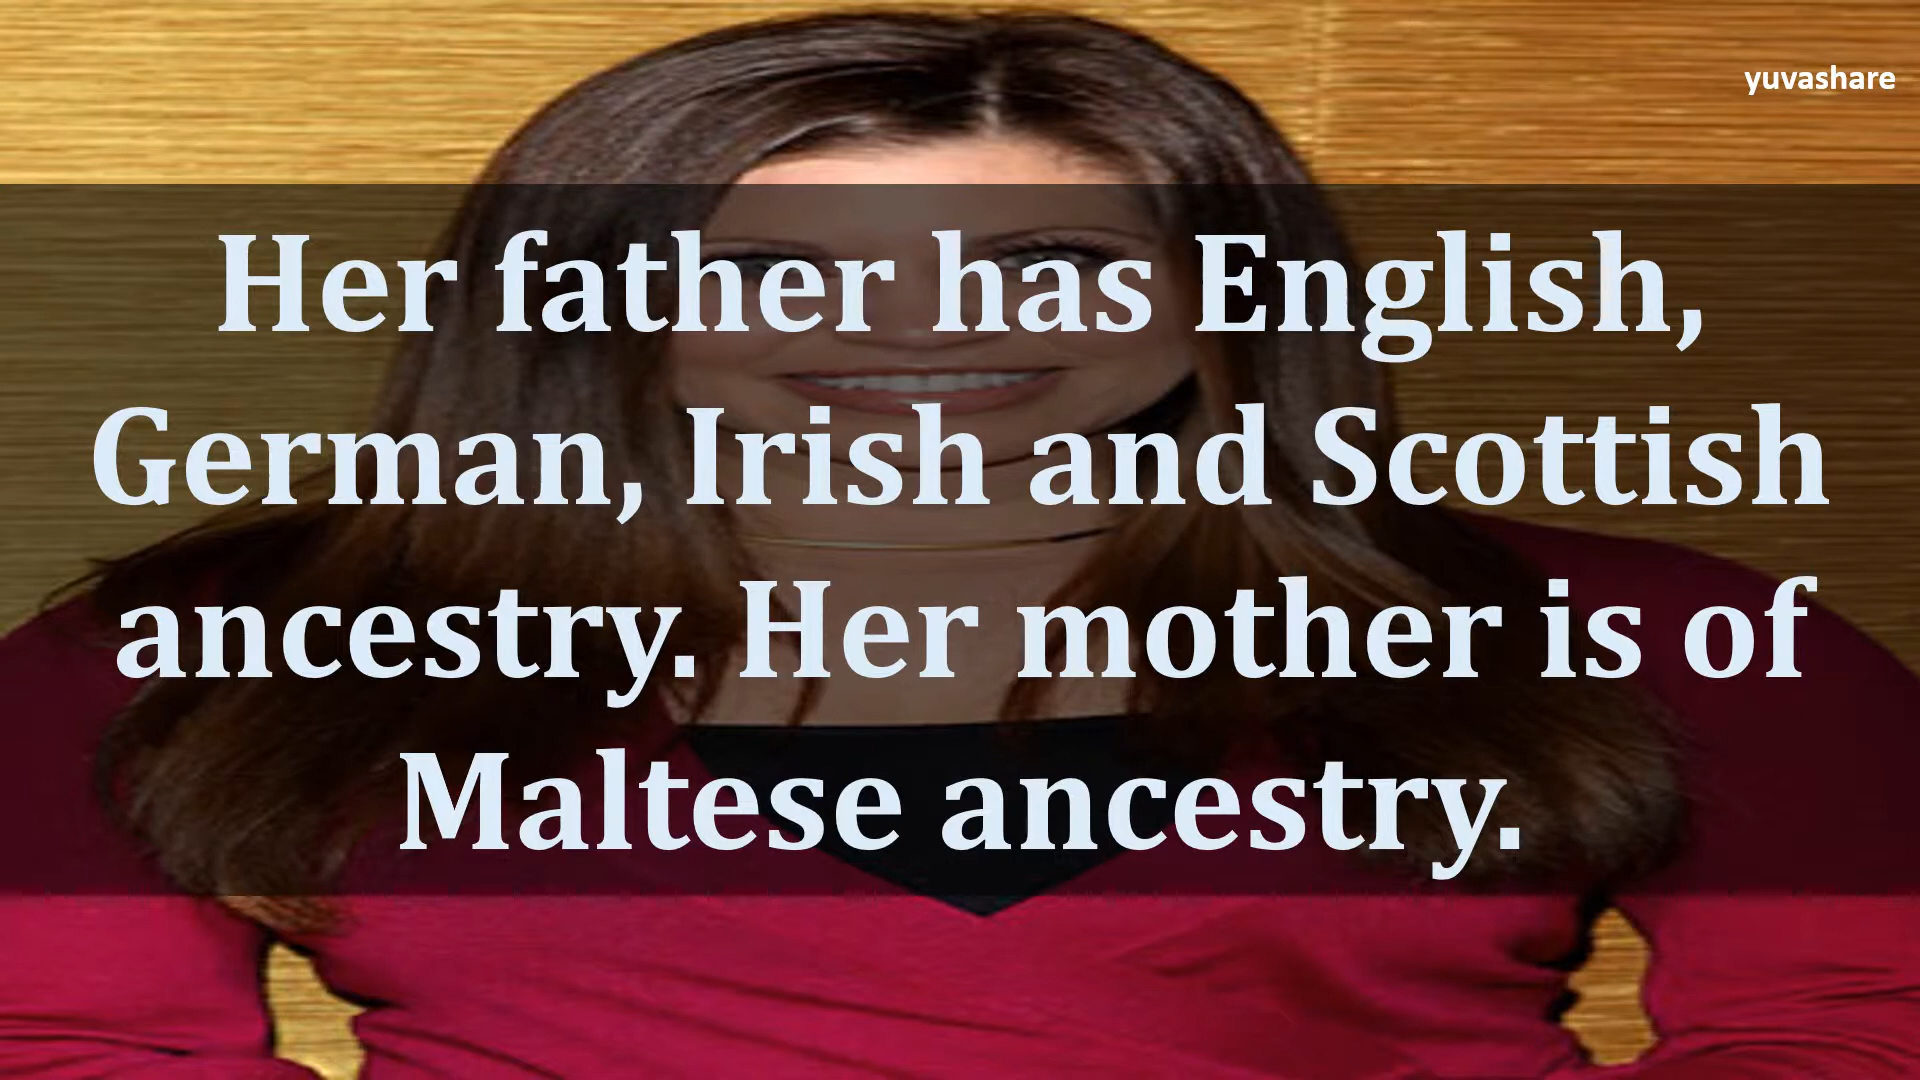 yuvashare
Her father has English,
German, Irish and Scottish
ancestry. Her mother is of
Maltese ancestry.